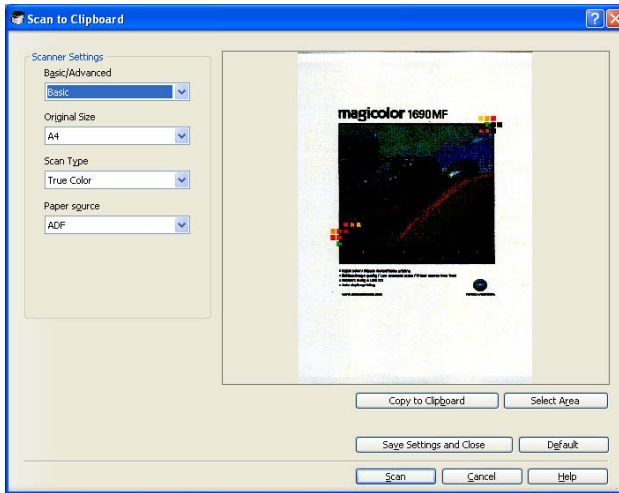 Scan to Clipboard
Scanner Settings
Basic/Advanced
Basic
Original Size
A4
Scan Type
True Color
Paper source
ADF
magicolor 1690MF
Copy to Clipboard
Select Area
Save Settings and Close
Default
Scan
Cancel
Help